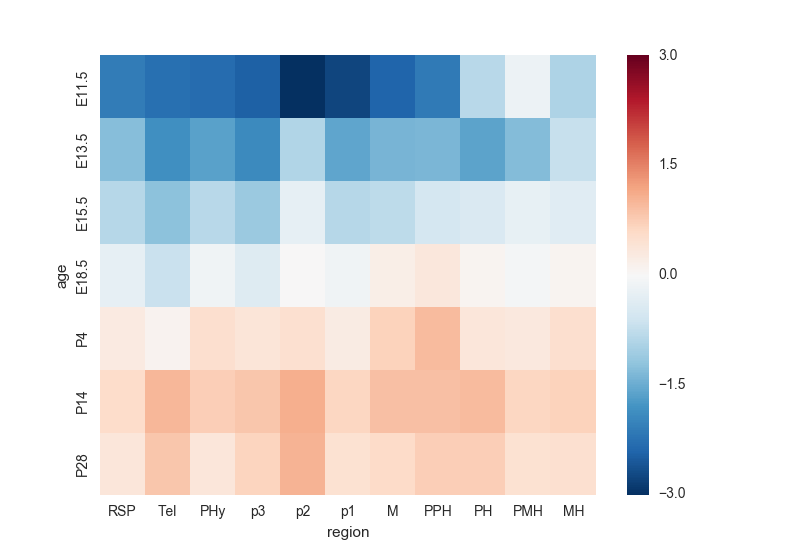 3.0
1.5
0.0
−1.5
−3.0
age
E11.5
E13.5
E15.5
E18.5
P4
P14
P28
RSP Tel PHy p3 p2 p1 M PPH PH PMH MH
region